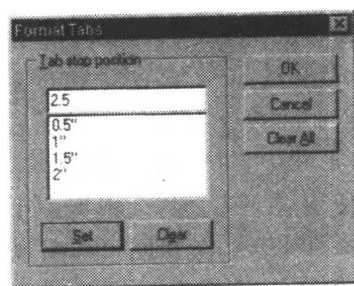 Format Tabs
Tab stop position
2.5
0.5"
1"
1.5"
2"
Set
Clear
OK
Cancel
Clear All